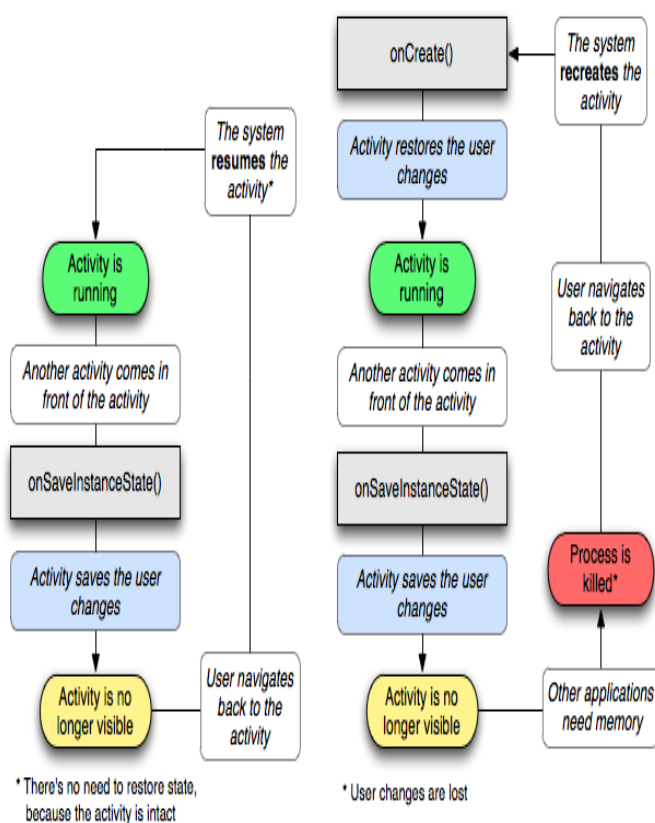 The system
resumes the
activity*
Activity is
running
Another activity comes in
front of the activity
onSaveInstanceState()
Activity saves the user
changes
Activity is no
longer visible
User navigates
back to the
activity
* There's no need to restore state,
because the activity is intact
onCreate()
The system
recreates the
activity
Activity restores the user
changes
Activity is
running
Another activity comes in
front of the activity
onSaveInstanceState()
Activity saves the user
changes
Activity is no
longer visible
Other applications
need memory
Process is
killed*
User navigates
back to the
activity
* User changes are lost